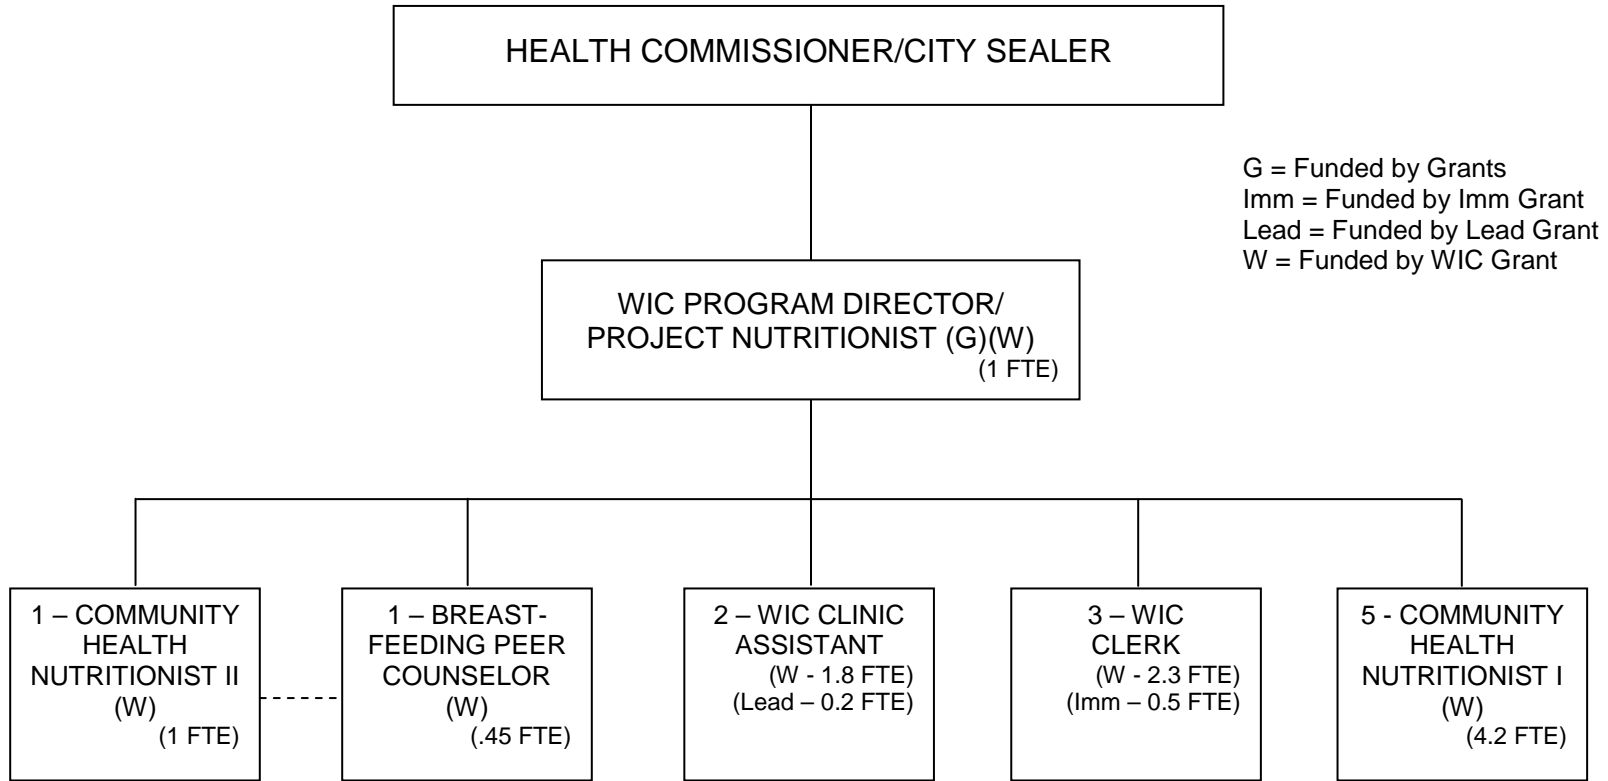 HEALTH COMMISSIONER/CITY SEALER
G = Funded by Grants
Imm = Funded by Imm Grant
Lead = Funded by Lead Grant
W = Funded by WIC Grant
WIC PROGRAM DIRECTOR/
PROJECT NUTRITIONIST (G)(W)
(1 FTE)
1 – COMMUNITY
HEALTH
NUTRITIONIST II
(W)
(1 FTE)
1 – BREAST-
FEEDING PEER
COUNSELOR
(W)
(.45 FTE)
2 – WIC CLINIC
ASSISTANT
(W - 1.8 FTE)
(Lead – 0.2 FTE)
3 – WIC
CLERK
(W - 2.3 FTE)
(Imm – 0.5 FTE)
5 - COMMUNITY
HEALTH
NUTRITIONIST I
(W)
(4.2 FTE)